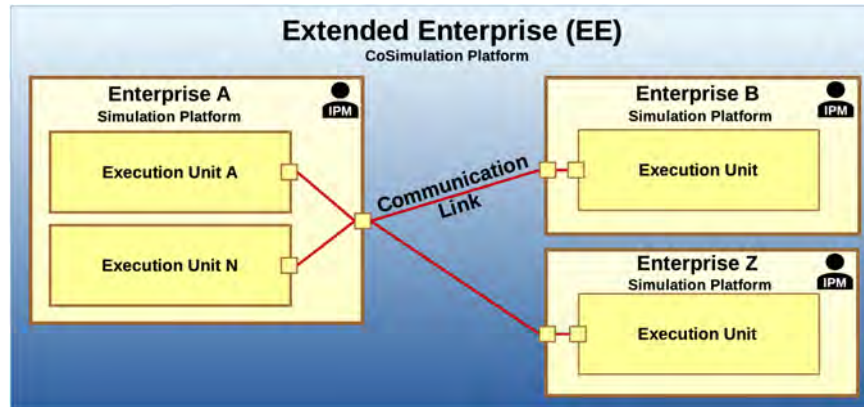 Extended Enterprise (EE)
CoSimulation Platform
Enterprise A
Simulation Platform
IPM
Execution Unit A
Execution Unit N
Communication
Link
Enterprise B
Simulation Platform
IPM
Execution Unit
Enterprise Z
Simulation Platform
IPM
Execution Unit